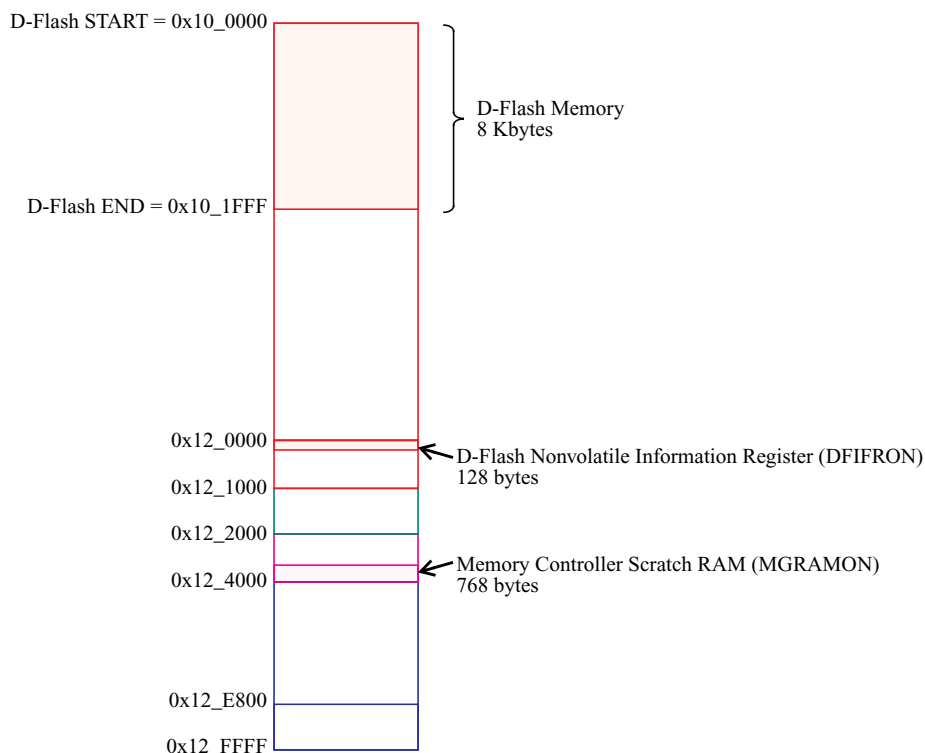 D-Flash START = 0x10_0000
D-Flash Memory
8 Kbytes
D-Flash END = 0x10_1FFF
0x12_0000
D-Flash Nonvolatile Information Register (DFIFRON)
128 bytes
0x12_1000
0x12_2000
Memory Controller Scratch RAM (MGRAMON)
768 bytes
0x12_4000
0x12_E800
0x12_FFFF